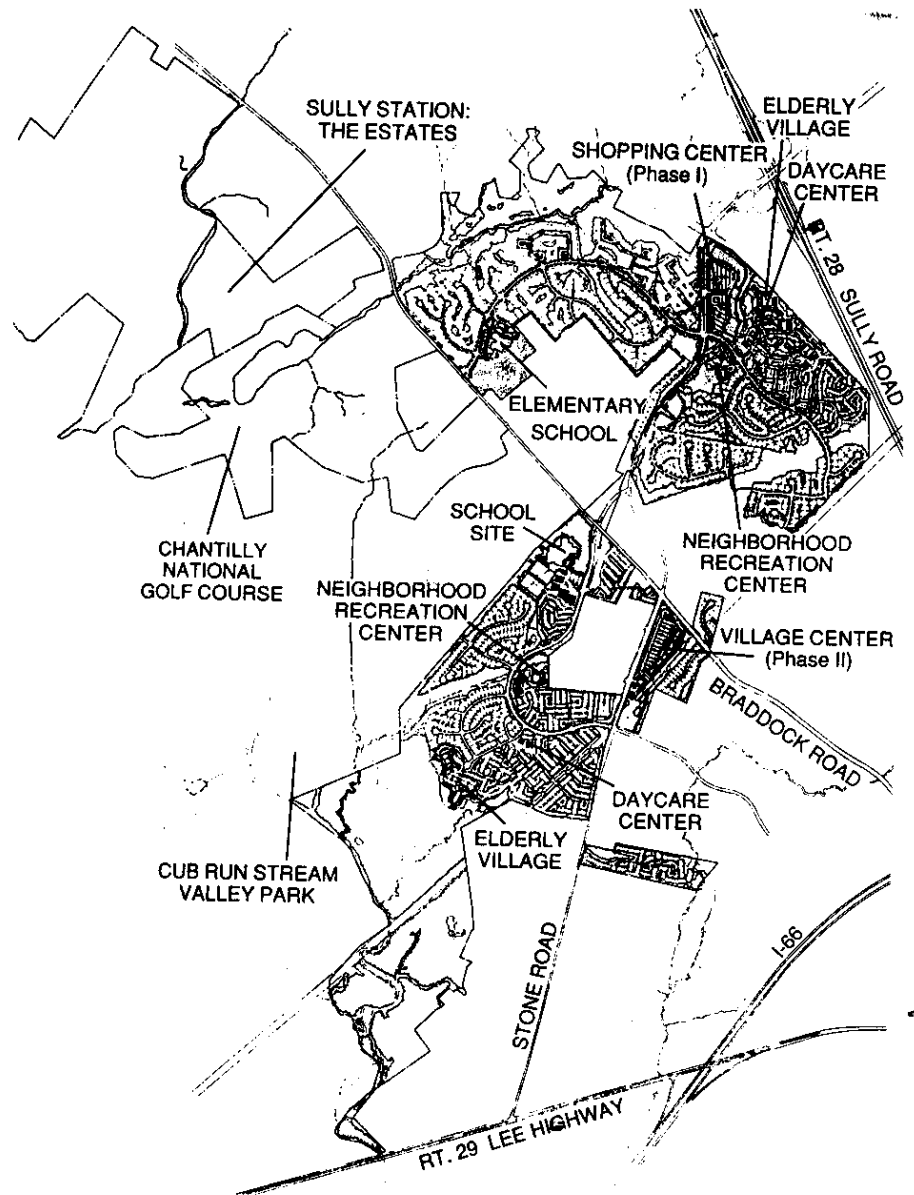 SULLY STATION:
THE ESTATES
ELDERLY
VILLAGE
SHOPPING CENTER
(Phase I)
DAYCARE
CENTER
RT. 28 SULLY ROAD
ELEMENTARY
SCHOOL
SCHOOL
SITE
CHANTILLY
NATIONAL
GOLF COURSE
NEIGHBORHOOD
RECREATION
CENTER
NEIGHBORHOOD
RECREATION
CENTER
VILLAGE CENTER
(Phase II)
BRADDOCK ROAD
DAYCARE
CENTER
ELDERLY
VILLAGE
CUB RUN STREAM
VALLEY PARK
STONE ROAD
I-66
RT. 29 LEE HIGHWAY